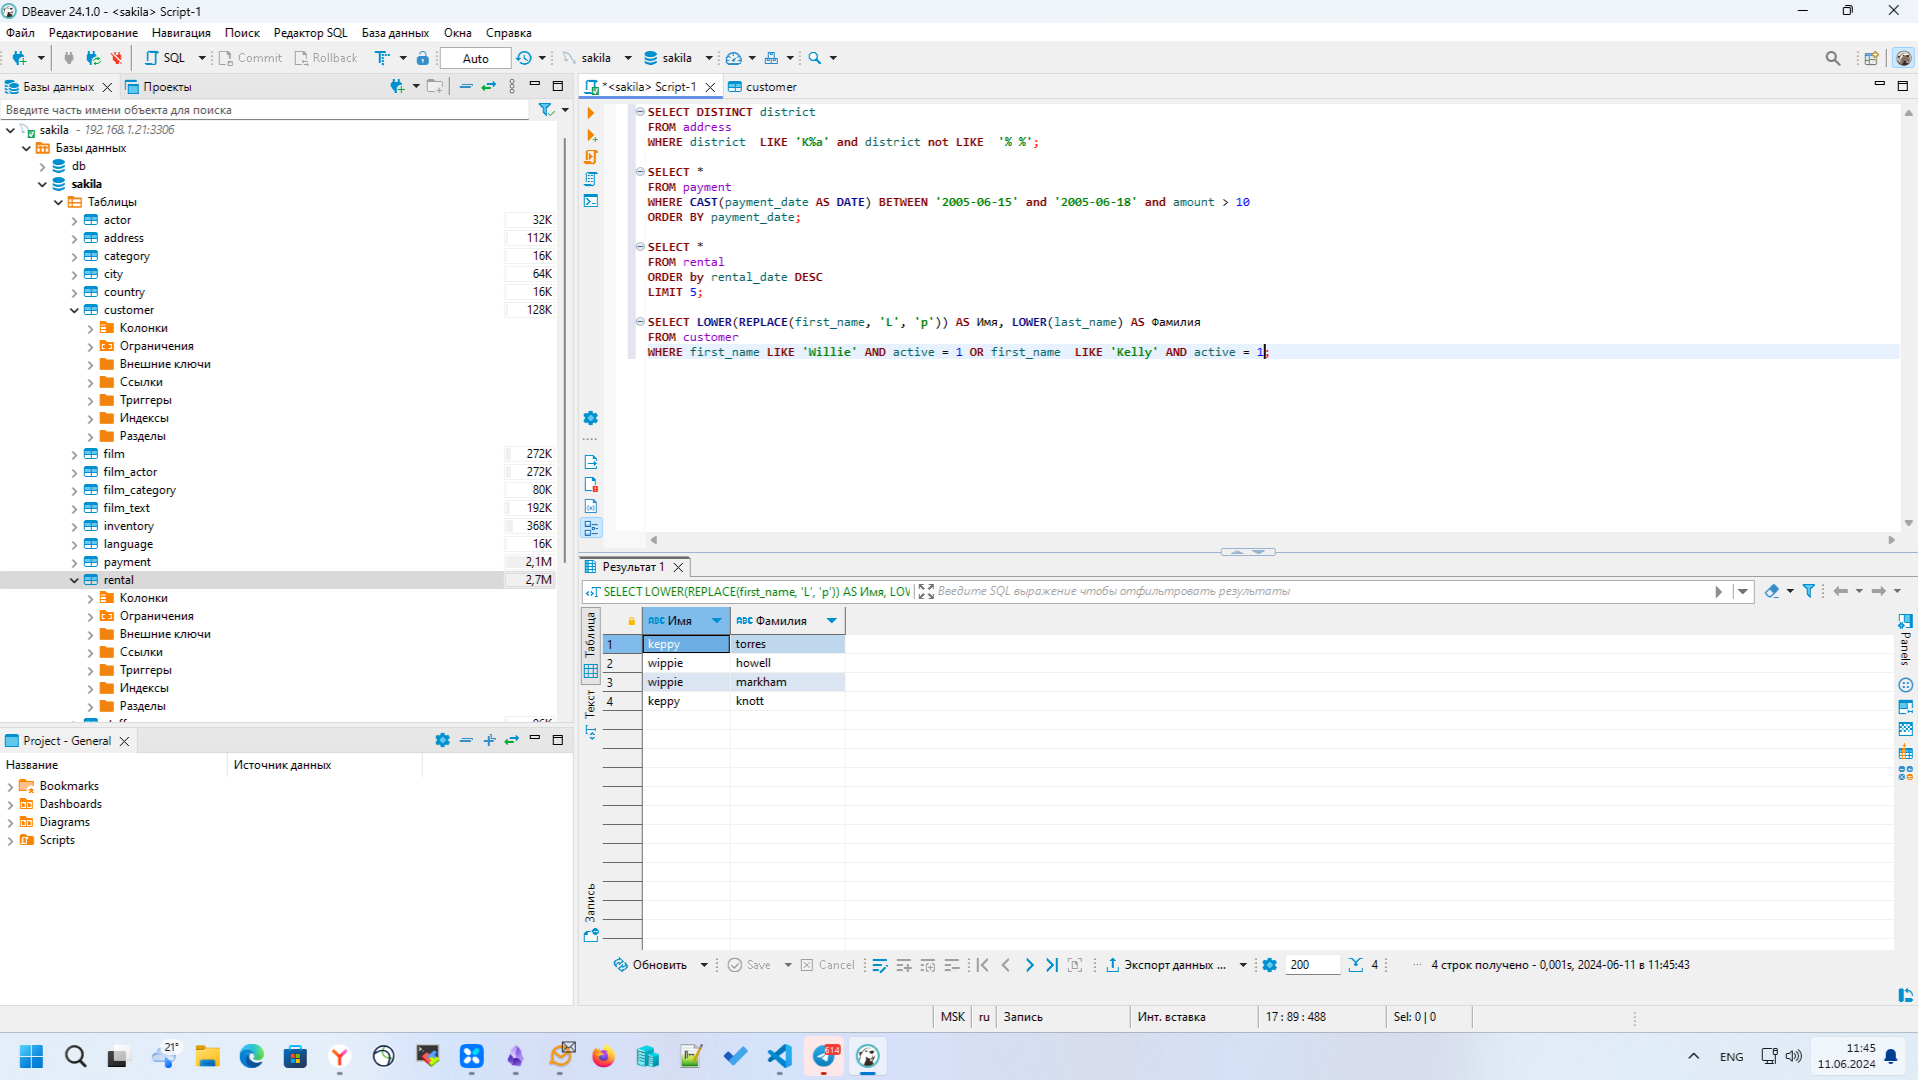 DBeaver 24.1.0 - <sakila> Script-1
Файл Редактирование Навигация Поиск Редактор SQL База данных Окна Справка
SQL Commit Rollback Auto sakila sakila
Базы данных Проекты
Введите часть имени объекта для поиска
sakila - 192.168.1.21:3306
Базы данных
db
sakila
Таблицы
actor 32K
address 112K
category 16K
city 64K
country 16K
customer 128K
Колонки
Ограничения
Внешние ключи
Ссылки
Триггеры
Индексы
Разделы
film 272K
film_actor 272K
film_category 80K
film_text 192K
inventory 368K
language 16K
payment 2,1M
rental 2,7M
Колонки
Ограничения
Внешние ключи
Ссылки
Триггеры
Индексы
Разделы
Project - General
Название Источник данных
Bookmarks
Dashboards
Diagrams
Scripts
*<sakila> Script-1 customer
SELECT DISTINCT district
FROM address
WHERE district  LIKE 'K%a' and district not LIKE  '% %';
SELECT *
FROM payment
WHERE CAST(payment_date AS DATE) BETWEEN '2005-06-15' and '2005-06-18' and amount > 10
ORDER BY payment_date;
SELECT *
FROM rental
ORDER by rental_date DESC
LIMIT 5;
SELECT LOWER(REPLACE(first_name, 'L', 'p')) AS Имя, LOWER(last_name) AS Фамилия
FROM customer
WHERE first_name LIKE 'Willie' AND active = 1 OR first_name  LIKE 'Kelly' AND active = 1;
Результат 1
SELECT LOWER(REPLACE(first_name, 'L', 'p')) AS Имя, LOW Введите SQL выражение чтобы отфильтровать результаты
Таблица
Текст
Запись
Panels
ABC Имя ABC Фамилия
1 keppy torres
2 wippie howell
3 wippie markham
4 keppy knott
Обновить Save Cancel Экспорт данных ... 200 4 ... 4 строк получено - 0,001s, 2024-06-11 в 11:45:43
MSK ru Запись Инт. вставка 17 : 89 : 488 Sel: 0 | 0
21° 614 ENG 11:45
11.06.2024